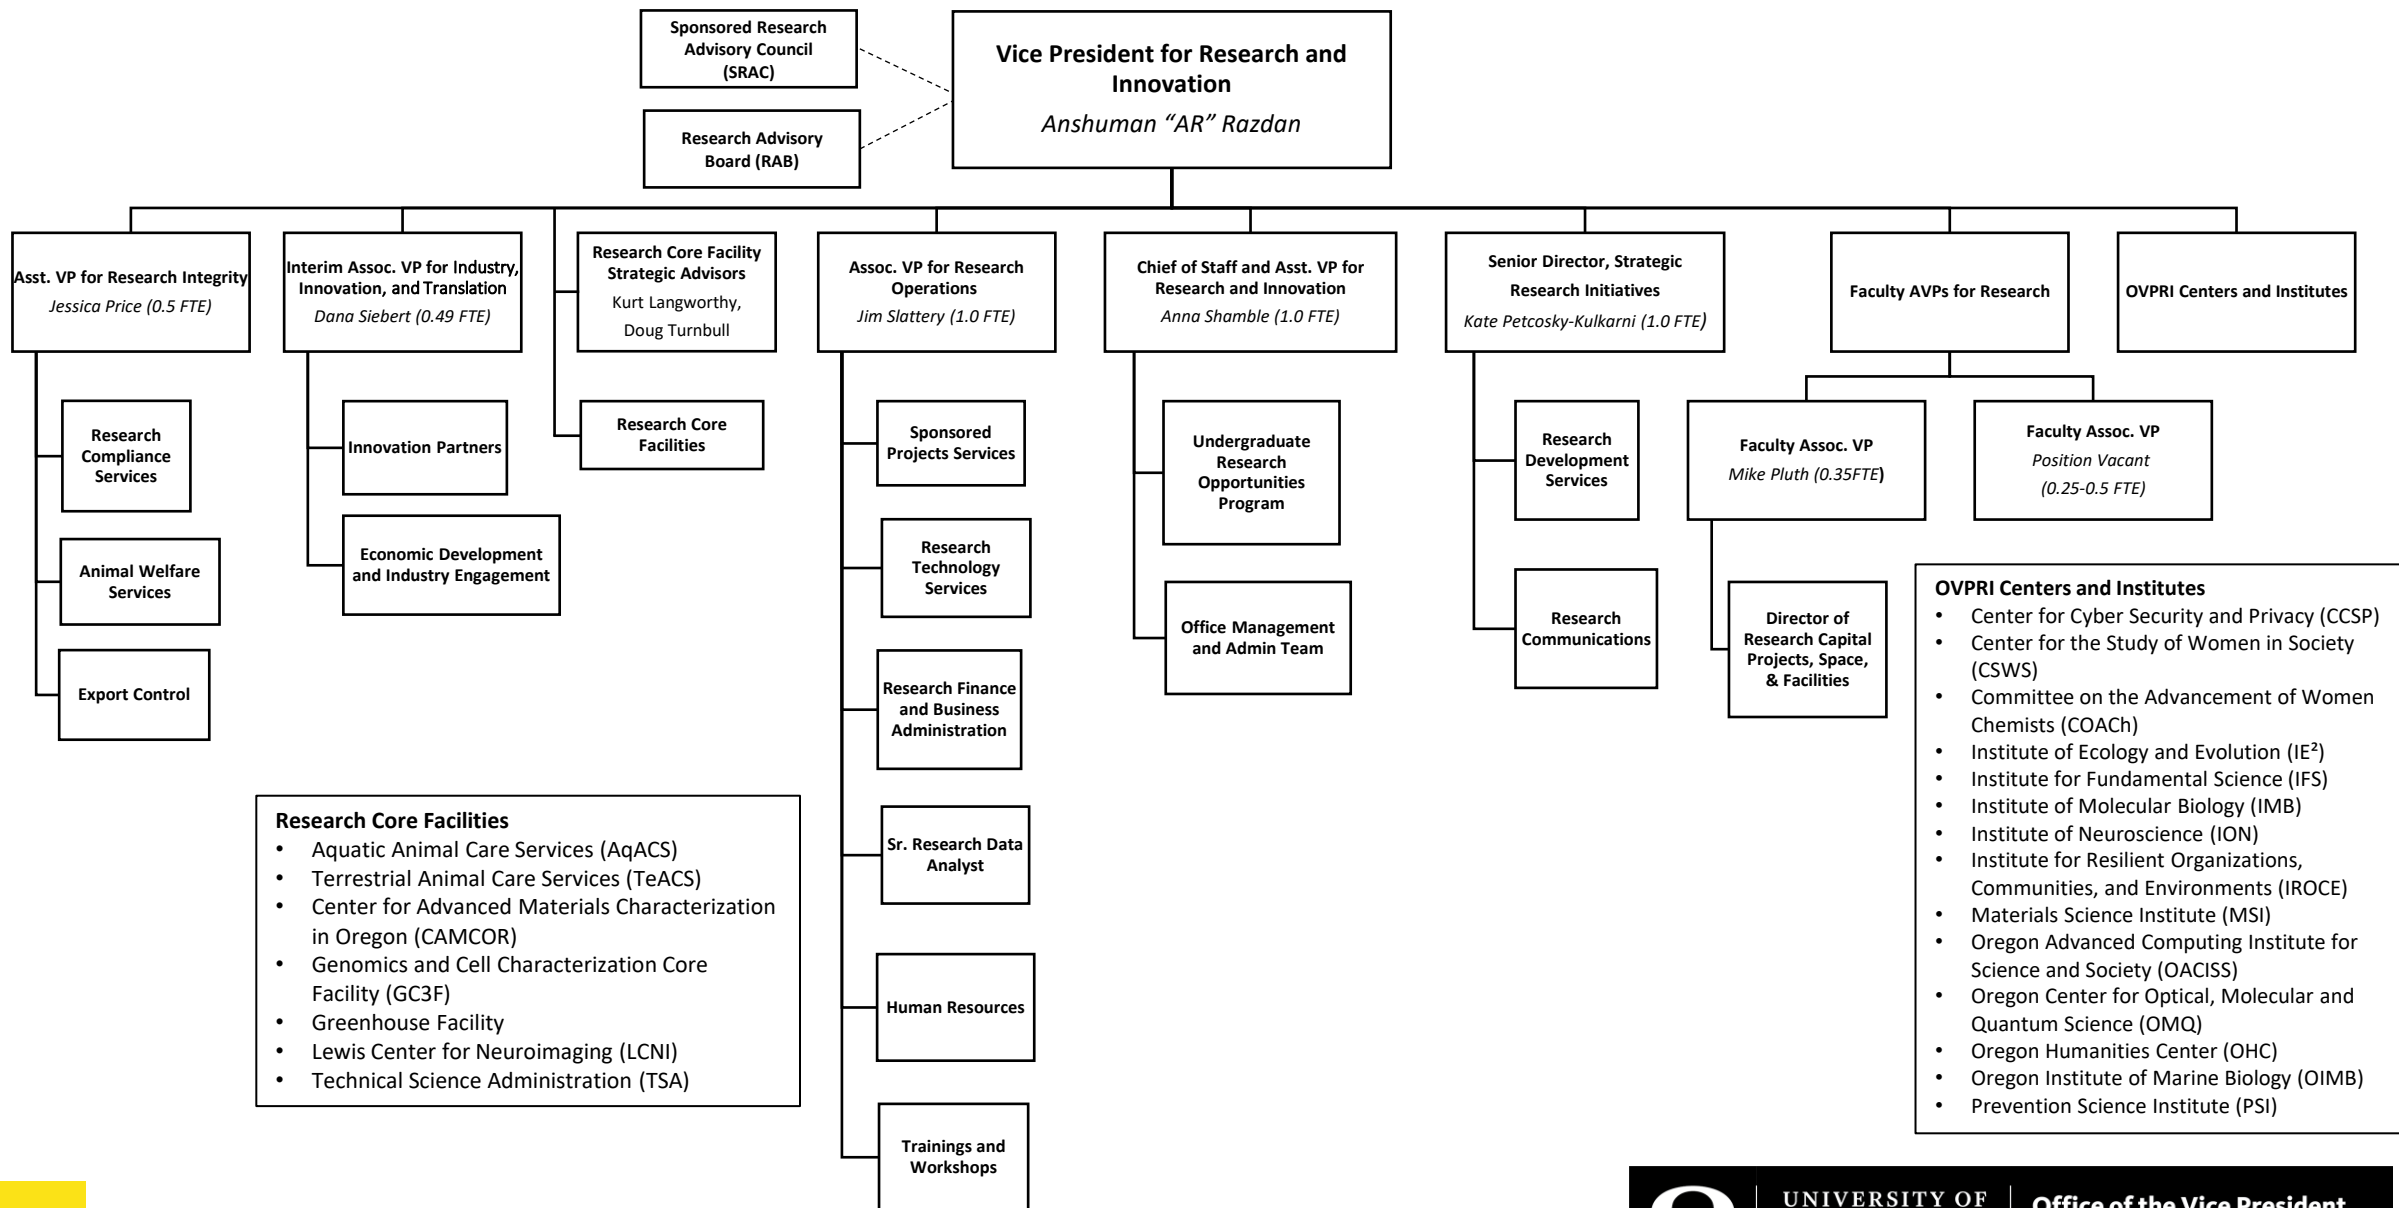 Sponsored Research
Advisory Council
(SRAC)
Research Advisory
Board (RAB)
Vice President for Research and
Innovation
Anshuman “AR” Razdan
Asst. VP for Research Integrity
Jessica Price (0.5 FTE)
Research
Compliance
Services
Animal Welfare
Services
Export Control
Interim Assoc. VP for Industry,
Innovation, and Translation
Dana Siebert (0.49 FTE)
Innovation Partners
Economic Development
and Industry Engagement
Research Core Facility
Strategic Advisors
Kurt Langworthy,
Doug Turnbull
Research Core
Facilities
Assoc. VP for Research
Operations
Jim Slattery (1.0 FTE)
Sponsored
Projects Services
Research
Technology
Services
Research Finance
and Business
Administration
Sr. Research Data
Analyst
Human Resources
Trainings and
Workshops
Chief of Staff and Asst. VP for
Research and Innovation
Anna Shamble (1.0 FTE)
Undergraduate
Research
Opportunities
Program
Office Management
and Admin Team
Senior Director, Strategic
Research Initiatives
Kate Petcosky-Kulkarni (1.0 FTE)
Research
Development
Services
Research
Communications
Faculty AVPs for Research
Faculty Assoc. VP
Mike Pluth (0.35FTE)
Director of
Research Capital
Projects, Space,
& Facilities
Faculty Assoc. VP
Position Vacant
(0.25-0.5 FTE)
OVPRI Centers and Institutes
Research Core Facilities
• Aquatic Animal Care Services (AqACS)
• Terrestrial Animal Care Services (TeACS)
• Center for Advanced Materials Characterization
in Oregon (CAMCOR)
• Genomics and Cell Characterization Core
Facility (GC3F)
• Greenhouse Facility
• Lewis Center for Neuroimaging (LCNI)
• Technical Science Administration (TSA)
OVPRI Centers and Institutes
• Center for Cyber Security and Privacy (CCSP)
• Center for the Study of Women in Society
(CSWS)
• Committee on the Advancement of Women
Chemists (COACh)
• Institute of Ecology and Evolution (IE²)
• Institute for Fundamental Science (IFS)
• Institute of Molecular Biology (IMB)
• Institute of Neuroscience (ION)
• Institute for Resilient Organizations,
Communities, and Environments (IROCE)
• Materials Science Institute (MSI)
• Oregon Advanced Computing Institute for
Science and Society (OACISS)
• Oregon Center for Optical, Molecular and
Quantum Science (OMQ)
• Oregon Humanities Center (OHC)
• Oregon Institute of Marine Biology (OIMB)
• Prevention Science Institute (PSI)
UNIVERSITY OF
Office of the Vice President